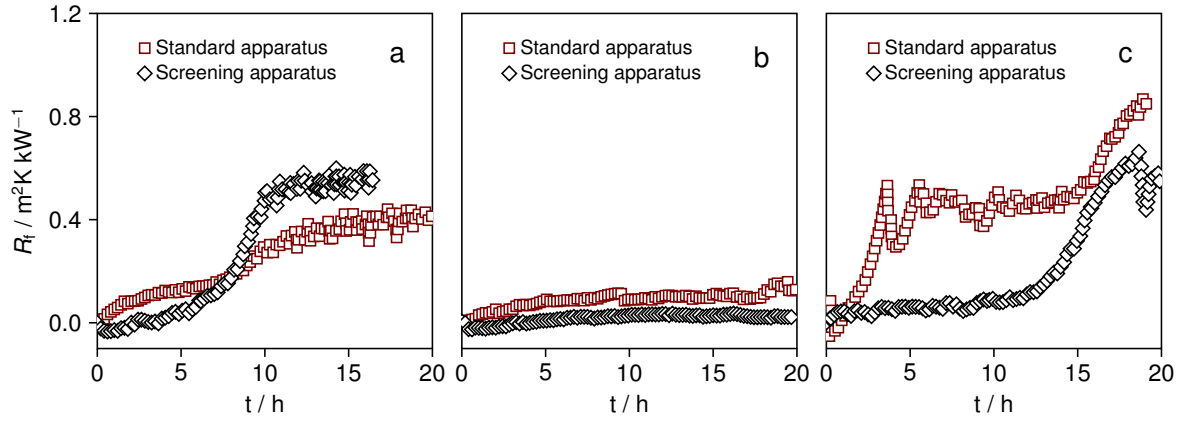 1.2
0.8
0.4
0.0
R_f / m²K kW⁻¹
Standard apparatus
Screening apparatus
a
0 5 10 15 20
t / h
Standard apparatus
Screening apparatus
b
0 5 10 15 20
t / h
Standard apparatus
Screening apparatus
c
0 5 10 15 20
t / h